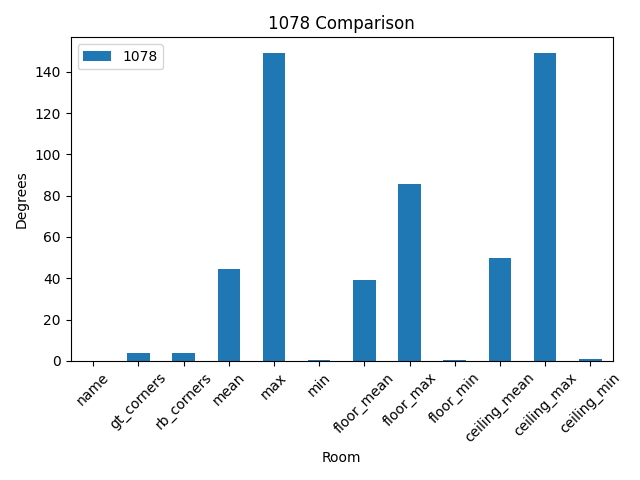 1078 Comparison
1078
Degrees
140
120
100
80
60
40
20
0
name
gt_corners
rb_corners
mean
max
min
floor_mean
floor_max
floor_min
ceiling_mean
ceiling_max
ceiling_min
Room